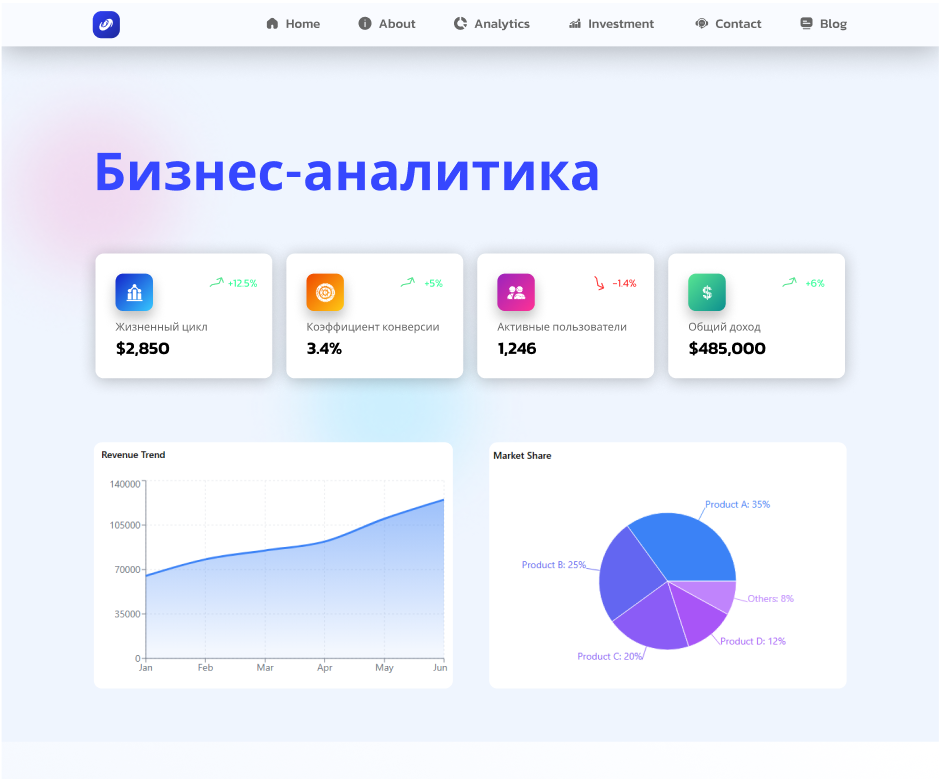 Home About Analytics Investment Contact Blog
Бизнес-аналитика
+12.5% +5% -1.4% $ +6%
Жизненный цикл Коэффициент конверсии Активные пользователи Общий доход
$2,850 3.4% 1,246 $485,000
Revenue Trend
140000
105000
70000
35000
0
Jan Feb Mar Apr May Jun
Market Share
Product A: 35%
Product B: 25%
Others: 8%
Product D: 12%
Product C: 20%